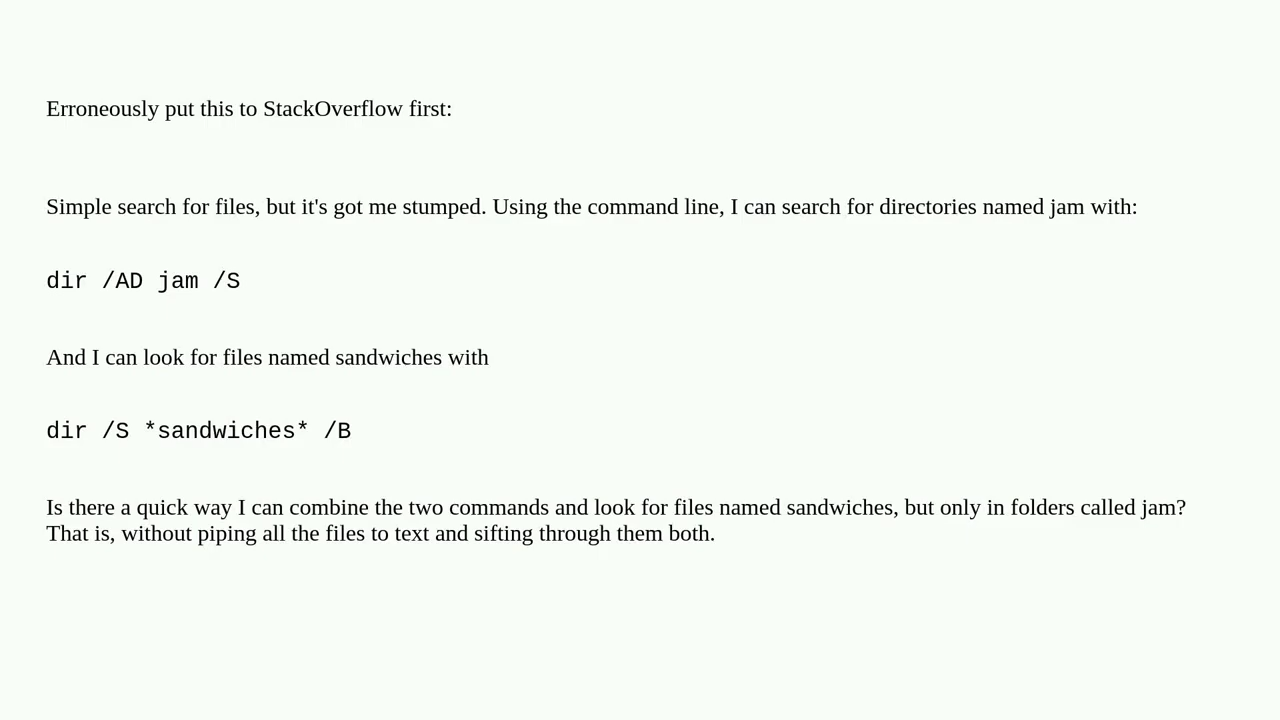 Erroneously put this to StackOverflow first:
Simple search for files, but it's got me stumped. Using the command line, I can search for directories named jam with:
dir /AD jam /S
And I can look for files named sandwiches with
dir /S *sandwiches* /B
Is there a quick way I can combine the two commands and look for files named sandwiches, but only in folders called jam?
That is, without piping all the files to text and sifting through them both.